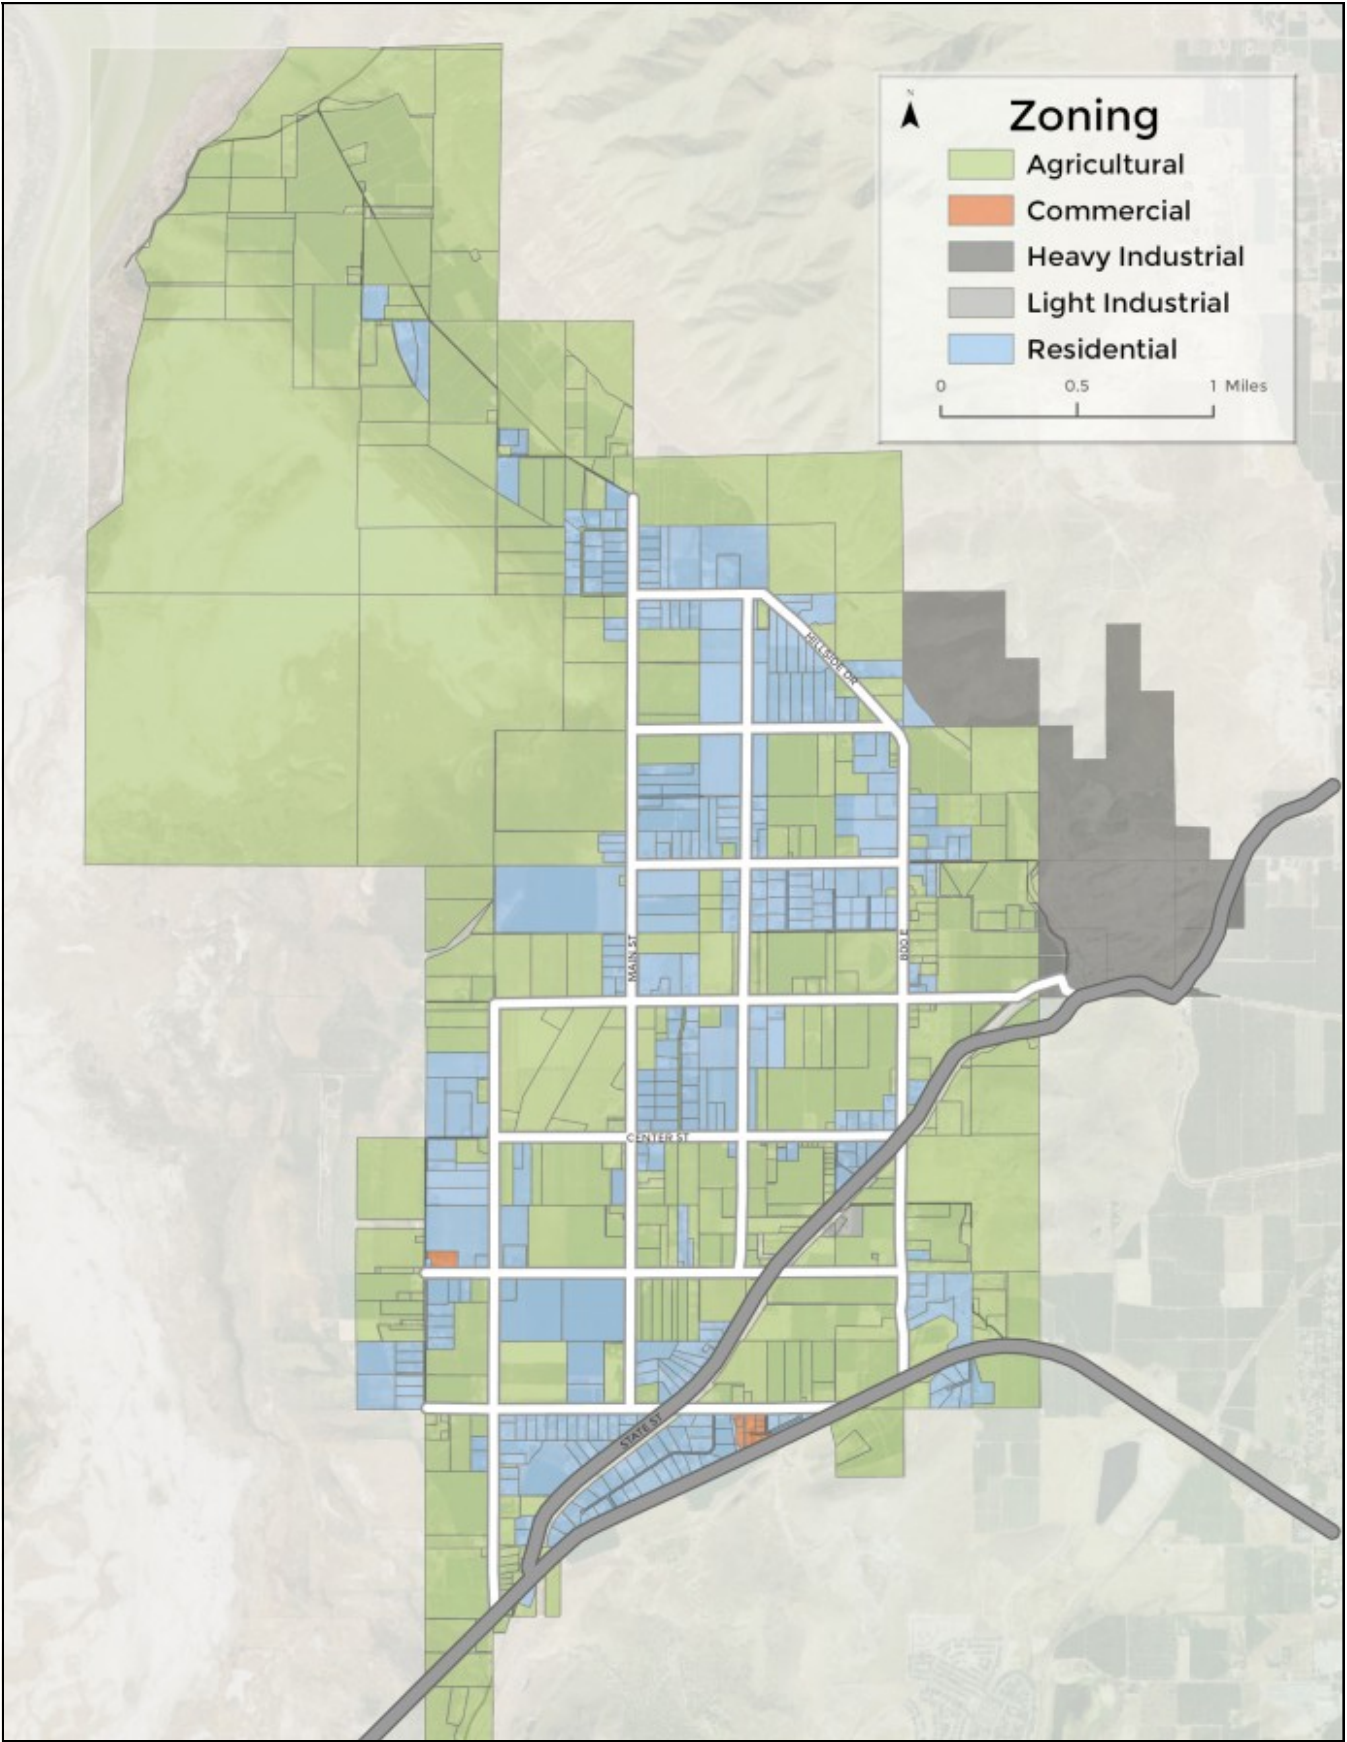 N
Zoning
Agricultural
Commercial
Heavy Industrial
Light Industrial
Residential
0 0.5 1 Miles
HILLSIDE DR
MAIN ST
800 E
CENTER ST
STATE ST